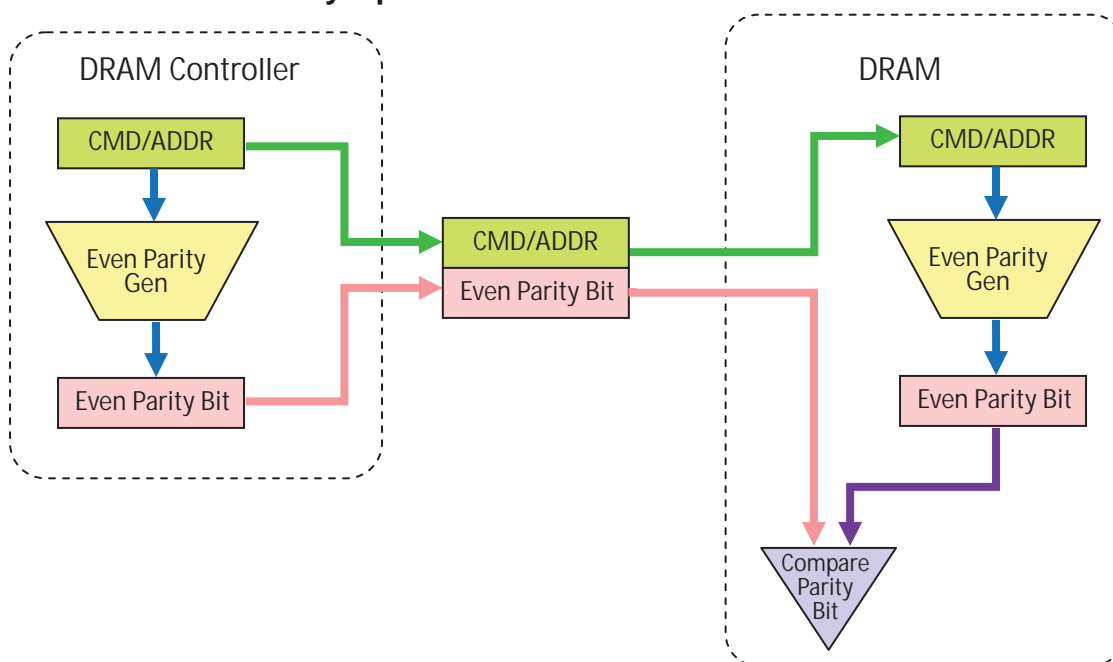 DRAM Controller
CMD/ADDR
Even Parity
Gen
Even Parity Bit
CMD/ADDR
Even Parity Bit
DRAM
CMD/ADDR
Even Parity
Gen
Even Parity Bit
Compare
Parity
Bit